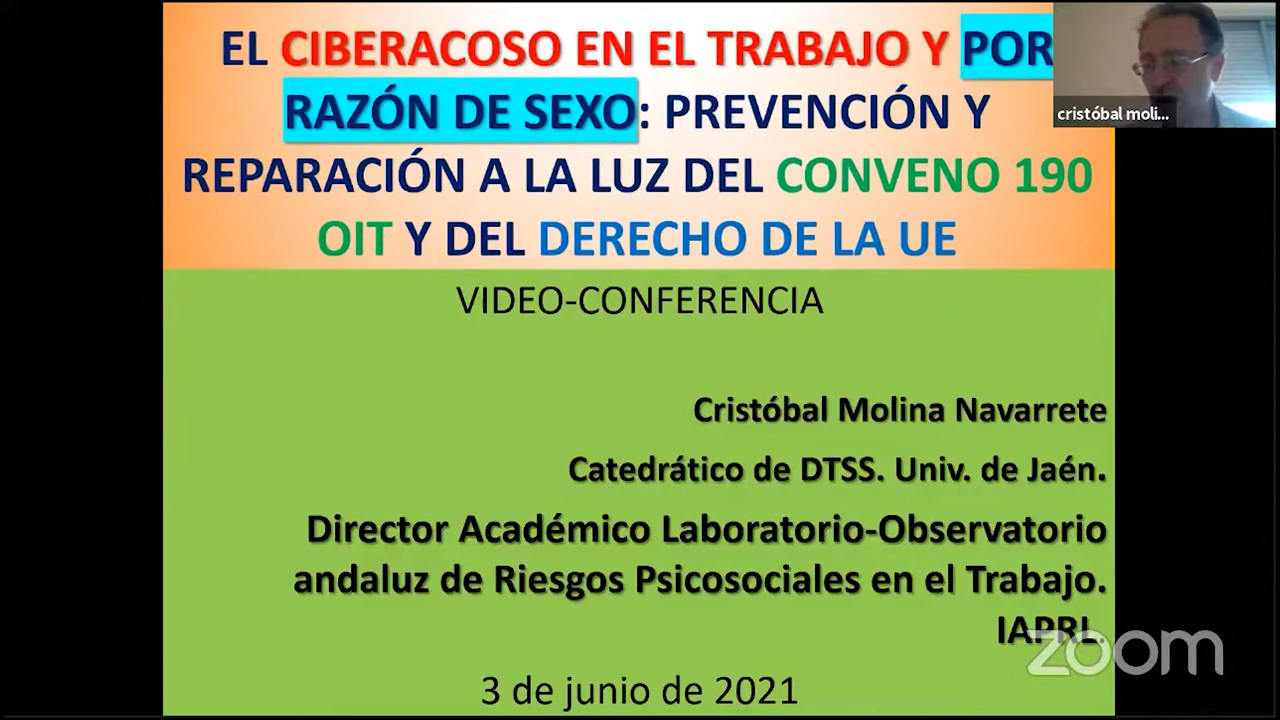 EL CIBERACOSO EN EL TRABAJO Y POR
RAZÓN DE SEXO: PREVENCIÓN Y
REPARACIÓN A LA LUZ DEL CONVENO 190
OIT Y DEL DERECHO DE LA UE
cristóbal moli...
VIDEO-CONFERENCIA
Cristóbal Molina Navarrete
Catedrático de DTSS. Univ. de Jaén.
Director Académico Laboratorio-Observatorio
andaluz de Riesgos Psicosociales en el Trabajo.
IAPRL.
zoom
3 de junio de 2021